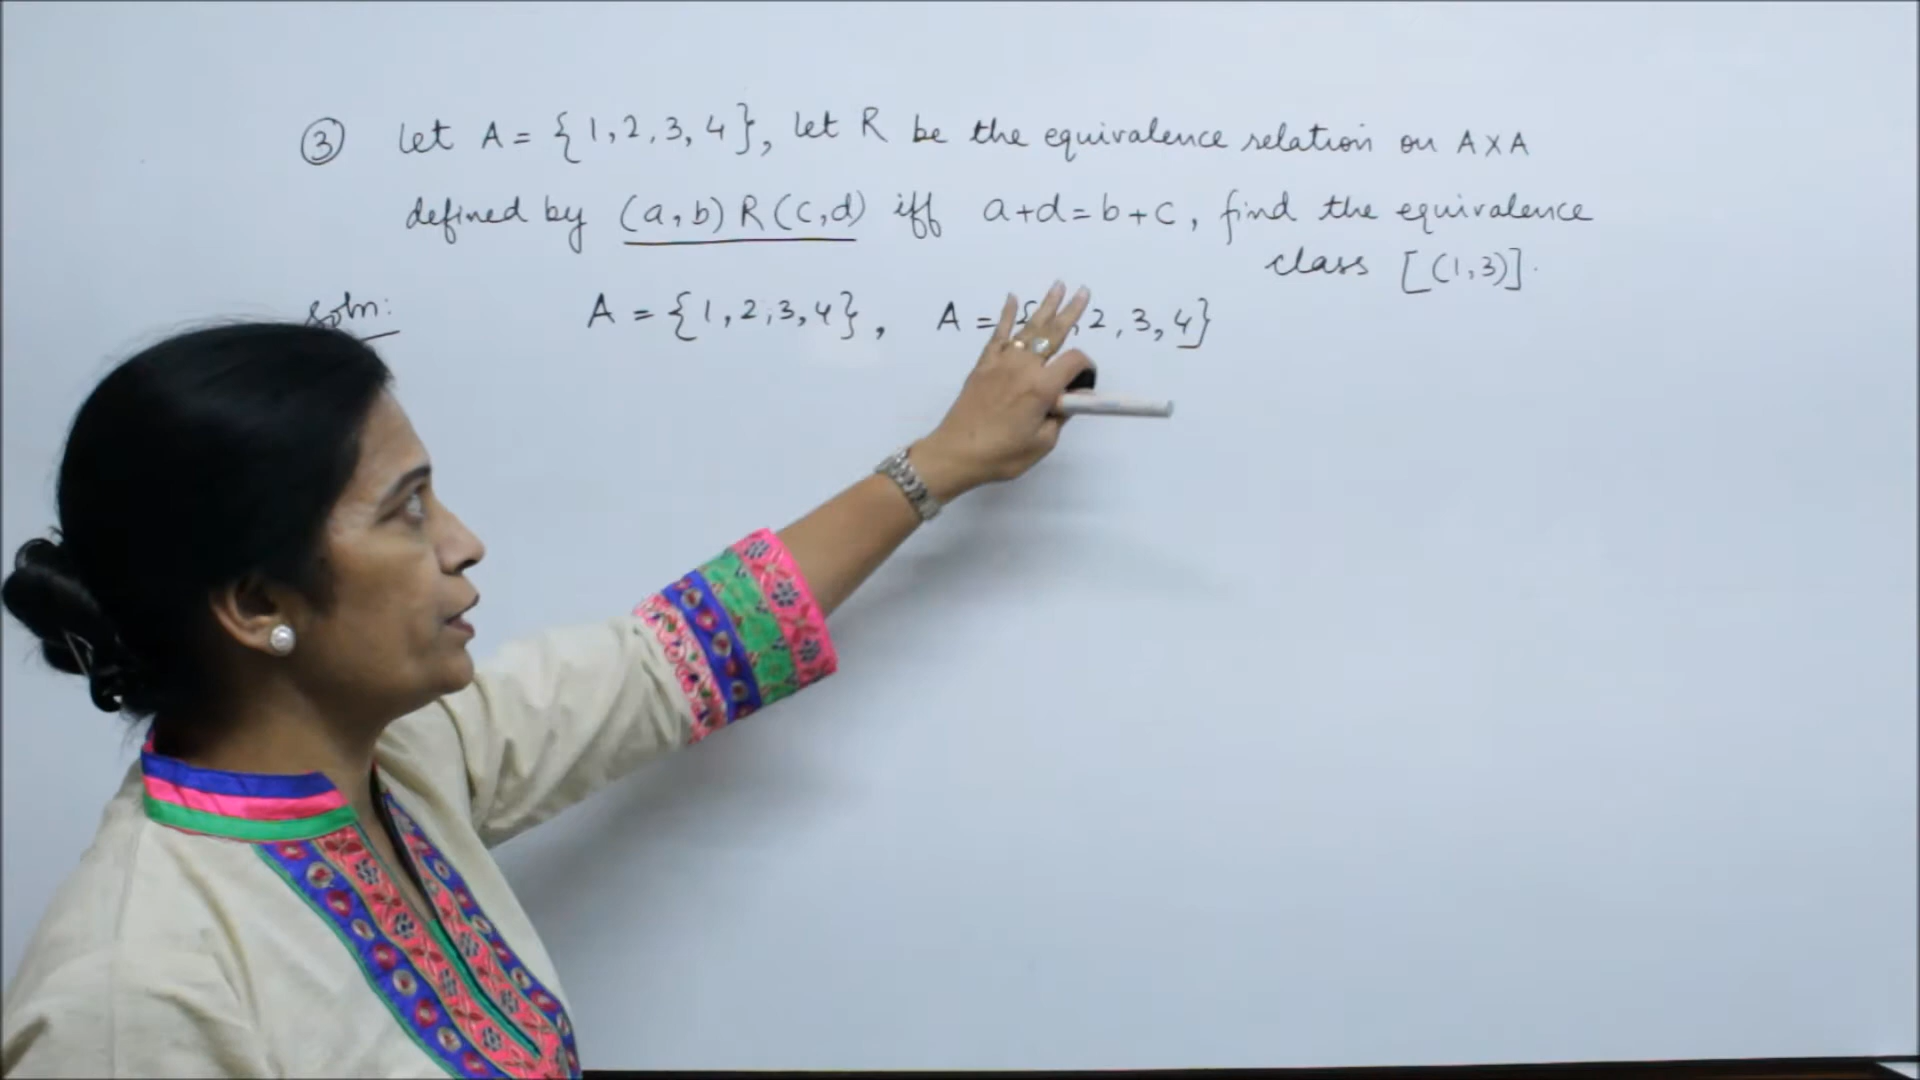 ③ Let A = {1,2,3,4}, let R be the equivalence relation on A×A
defined by (a,b) R (c,d) iff a+d=b+c, find the equivalence
class [(1,3)].
Soln:
A = {1,2,3,4}, A = { ,2,3,4}